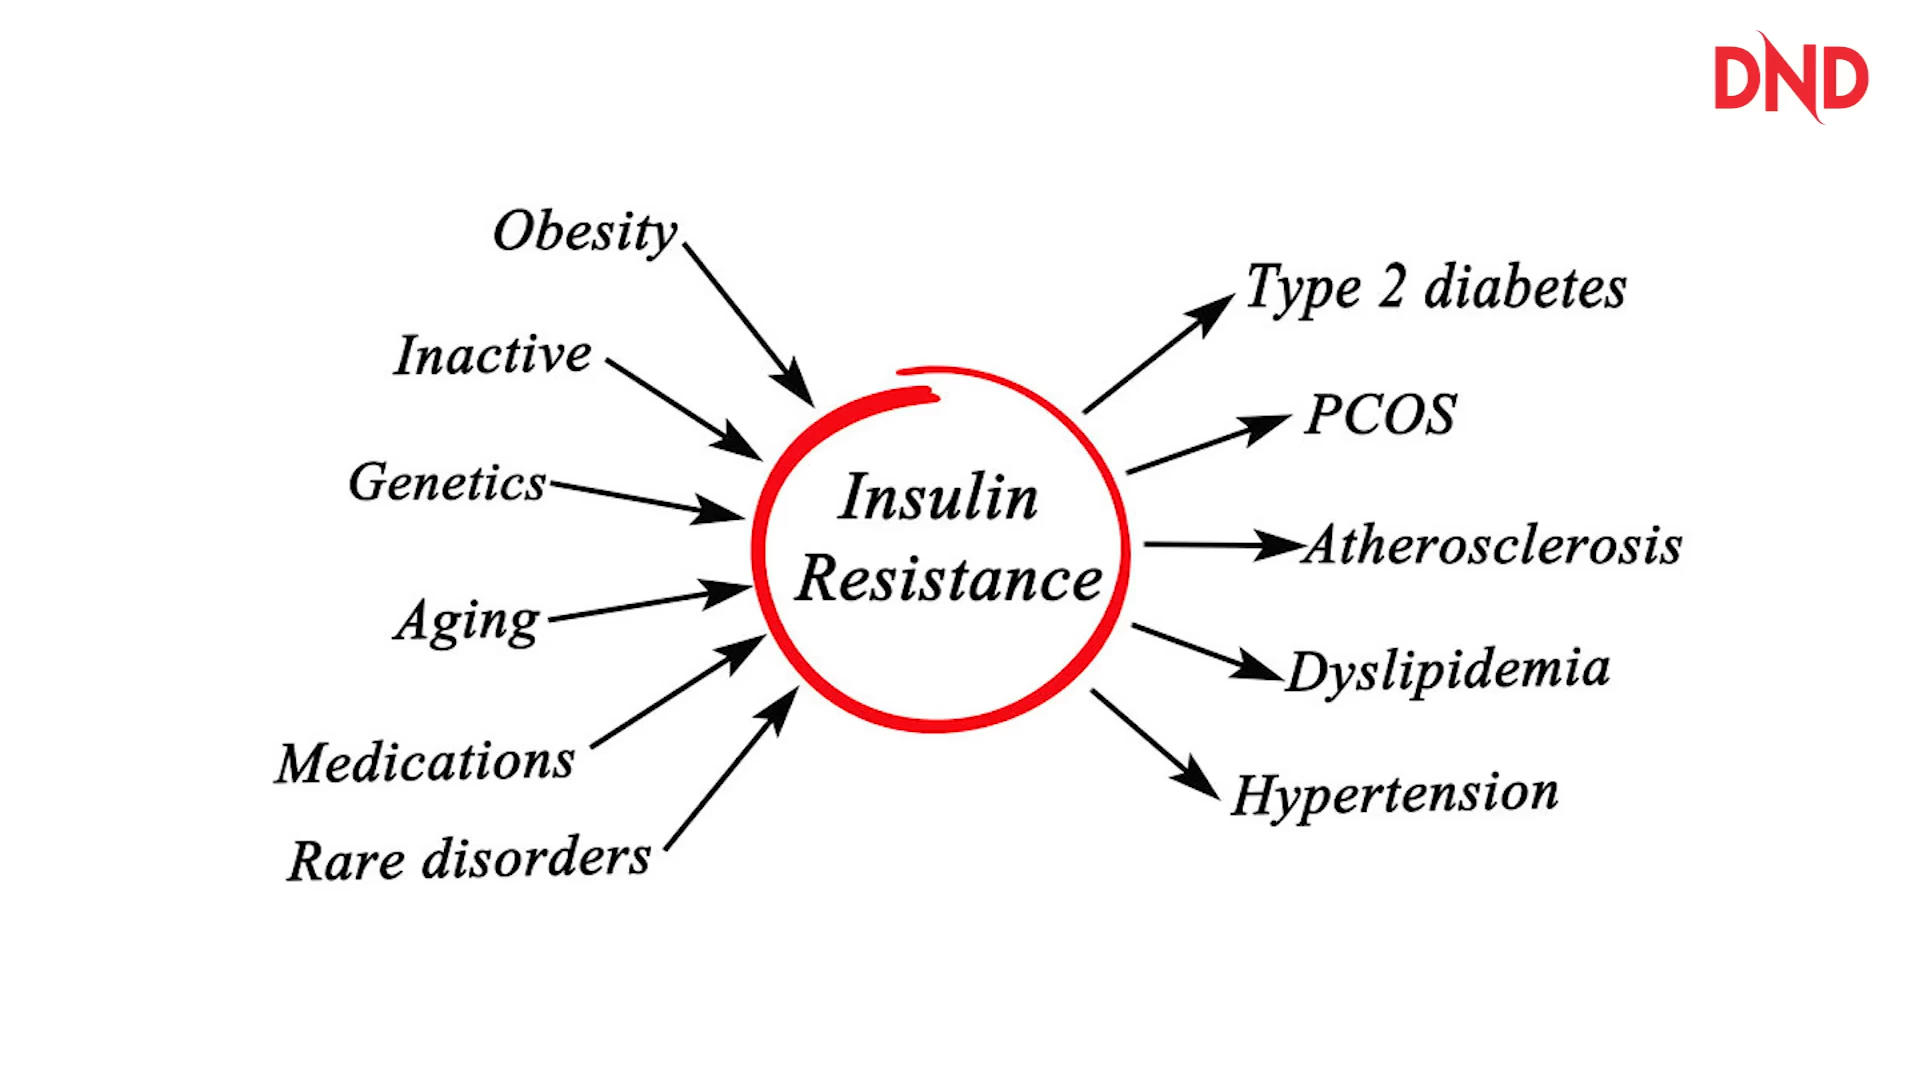 DND
Obesity
Inactive
Genetics
Aging
Medications
Rare disorders
Insulin
Resistance
Type 2 diabetes
PCOS
Atherosclerosis
Dyslipidemia
Hypertension